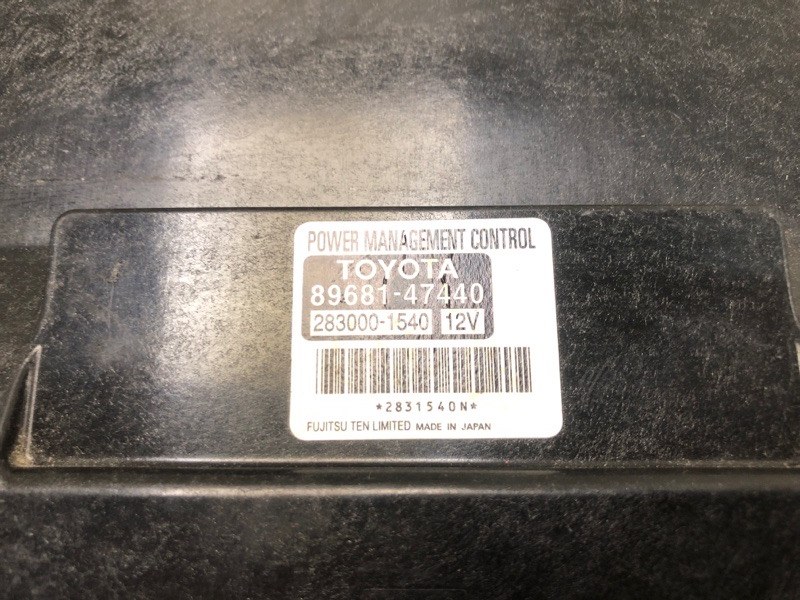 POWER MANAGEMENT CONTROL
TOYOTA
89681-47440
283000-1540 12V
*2831540N*
FUJITSU TEN LIMITED MADE IN JAPAN